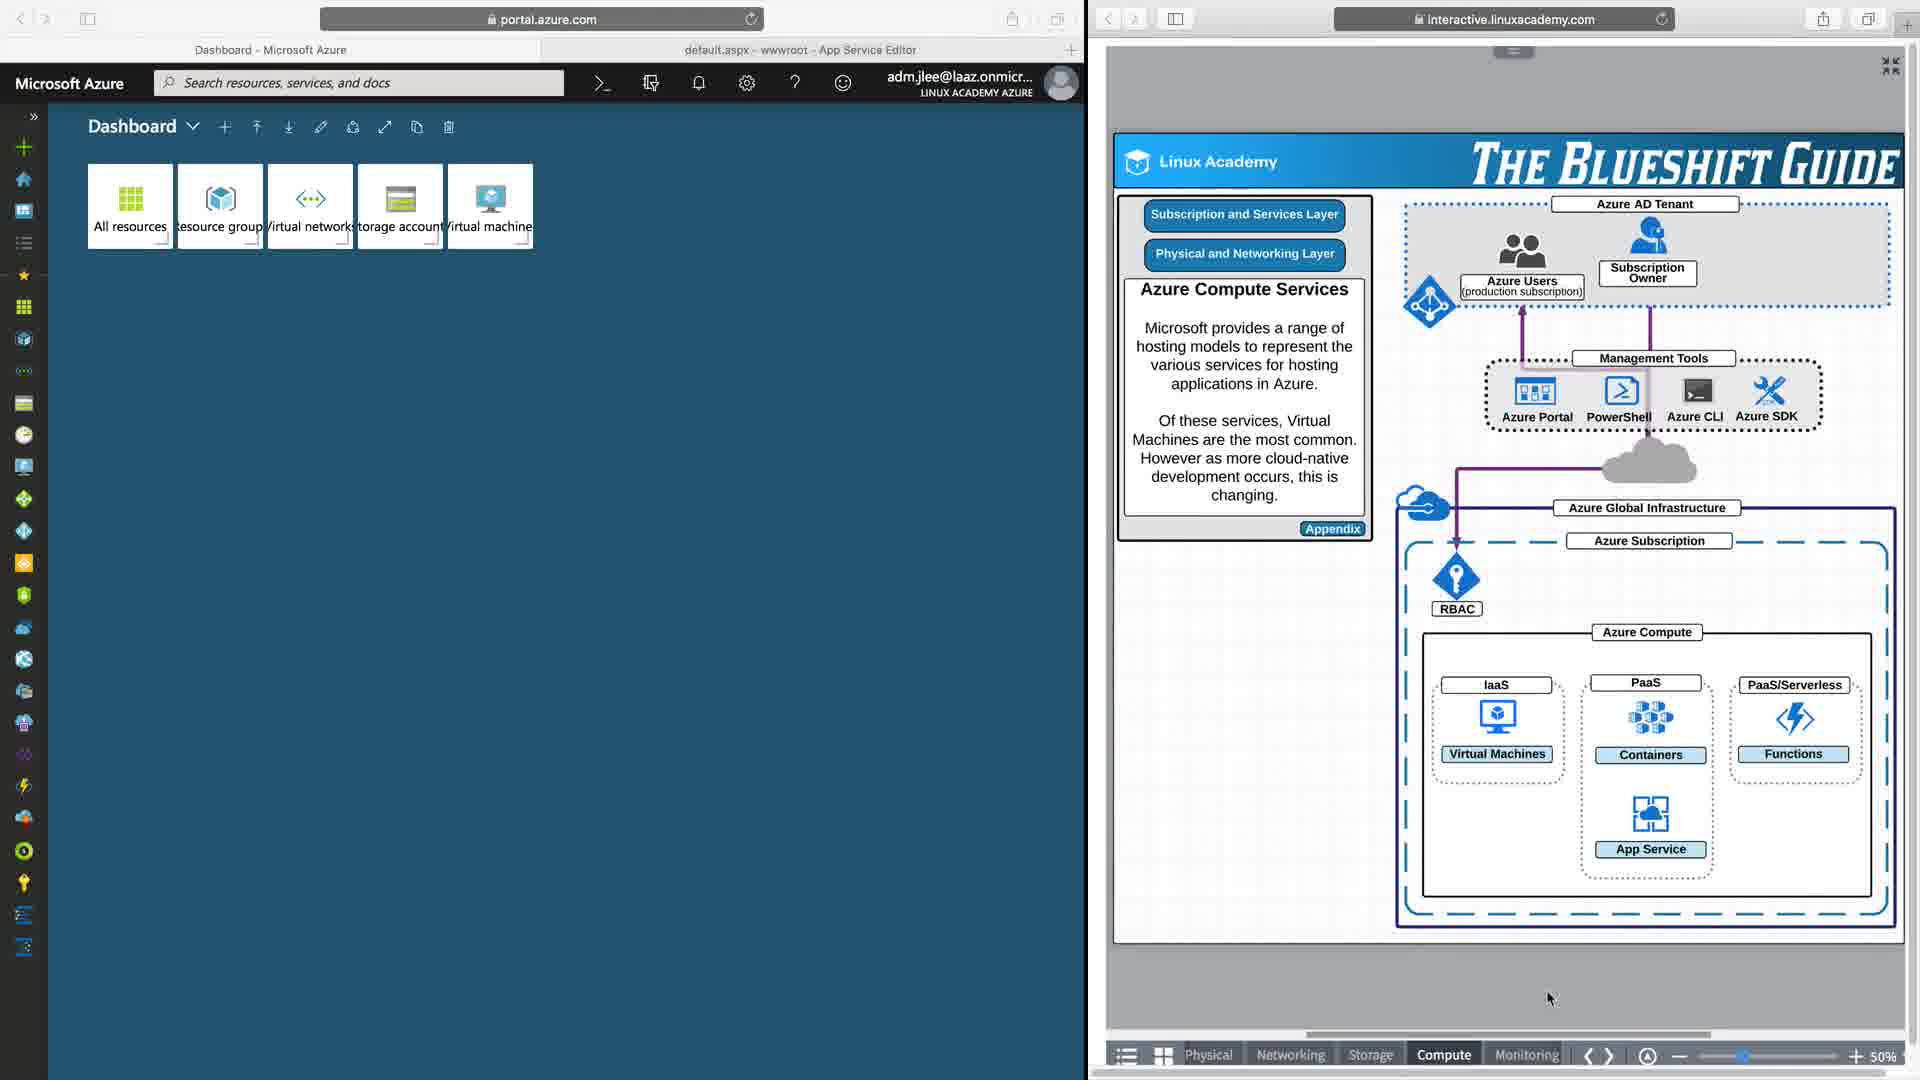 portal.azure.com
Dashboard - Microsoft Azure
default.aspx - wwwroot - App Service Editor
Microsoft Azure
Search resources, services, and docs
adm.jlee@laaz.onmicr...
LINUX ACADEMY AZURE
Dashboard
All resources
Resource group
Virtual network
Storage account
Virtual machine
interactive.linuxacademy.com
Linux Academy
THE BLUESHIFT GUIDE
Subscription and Services Layer
Physical and Networking Layer
Azure Compute Services
Microsoft provides a range of
hosting models to represent the
various services for hosting
applications in Azure.
Of these services, Virtual
Machines are the most common.
However as more cloud-native
development occurs, this is
changing.
Appendix
Azure AD Tenant
Azure Users
(production subscription)
Subscription
Owner
Management Tools
Azure Portal
PowerShell
Azure CLI
Azure SDK
Azure Global Infrastructure
Azure Subscription
RBAC
Azure Compute
IaaS
PaaS
PaaS/Serverless
Virtual Machines
Containers
Functions
App Service
Physical
Networking
Storage
Compute
Monitoring
50%